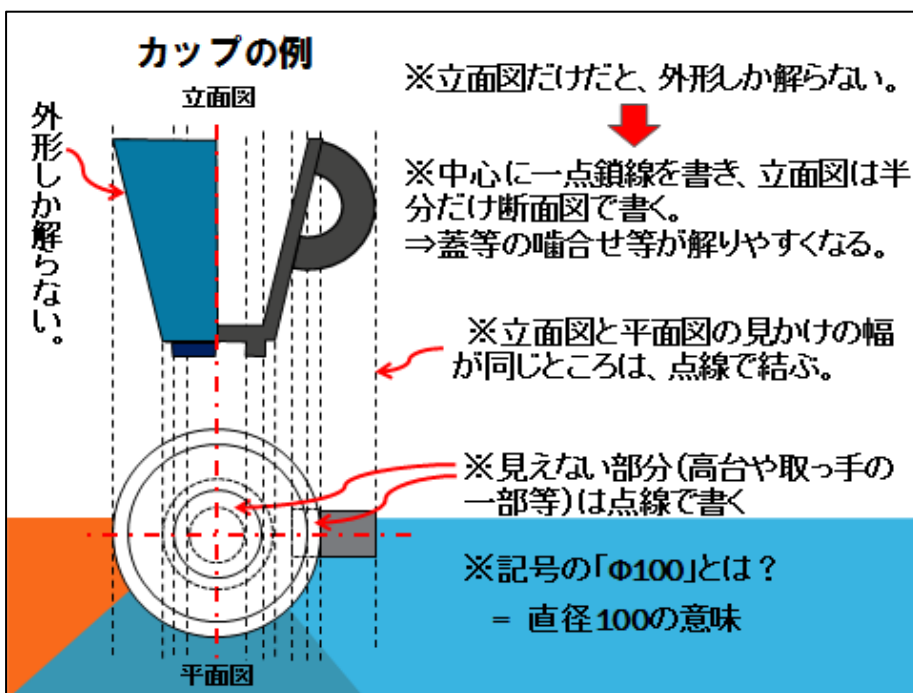 カップの例
立面図
外形しか解らない。
※立面図だけだと、外形しか解らない。
※中心に一点鎖線を書き、立面図は半
分だけ断面図で書く。
⇒蓋等の噛合せ等が解りやすくなる。
※立面図と平面図の見かけの幅
が同じところは、点線で結ぶ。
※見えない部分(高台や取っ手の
一部等)は点線で書く
※記号の「Φ100」とは?
= 直径100の意味
平面図